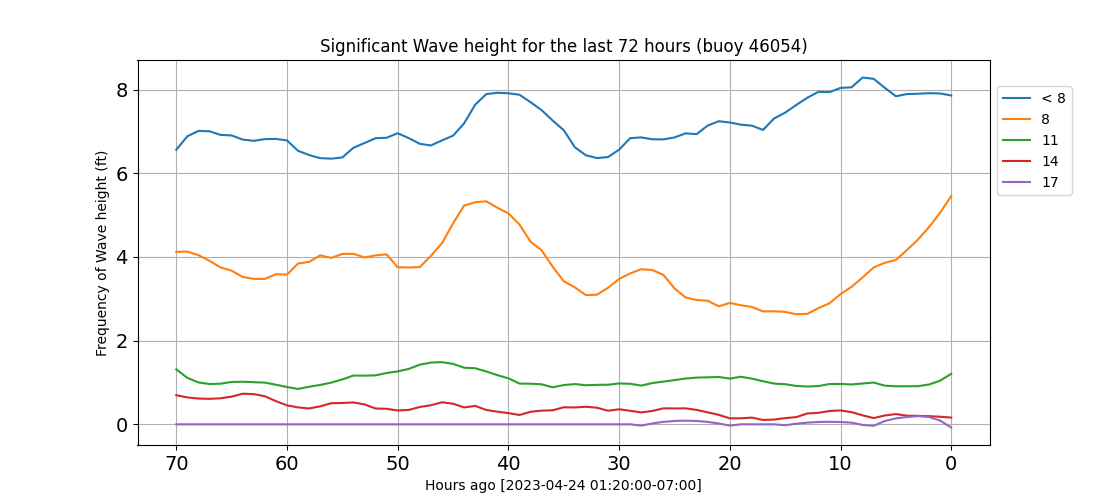 Significant Wave height for the last 72 hours (buoy 46054)
8
6
4
2
0
Frequency of Wave height (ft)
70 60 50 40 30 20 10 0
Hours ago [2023-04-24 01:20:00-07:00]
< 8
8
11
14
17